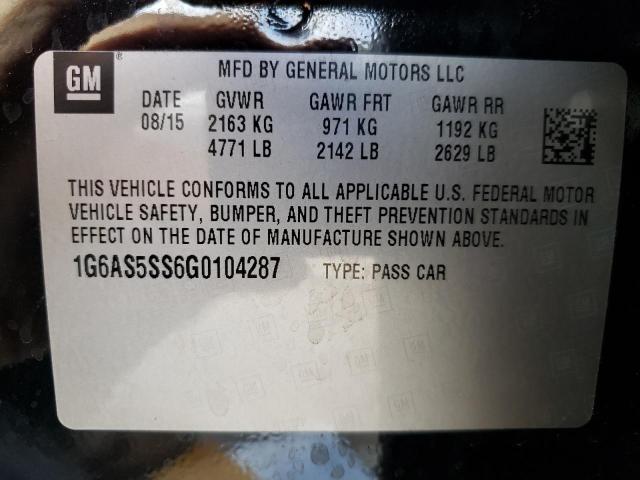 GM ®
MFD BY GENERAL MOTORS LLC
DATE GVWR GAWR FRT GAWR RR
08/15 2163 KG 971 KG 1192 KG
4771 LB 2142 LB 2629 LB
THIS VEHICLE CONFORMS TO ALL APPLICABLE U.S. FEDERAL MOTOR
VEHICLE SAFETY, BUMPER, AND THEFT PREVENTION STANDARDS IN
EFFECT ON THE DATE OF MANUFACTURE SHOWN ABOVE.
1G6AS5SS6G0104287 TYPE: PASS CAR